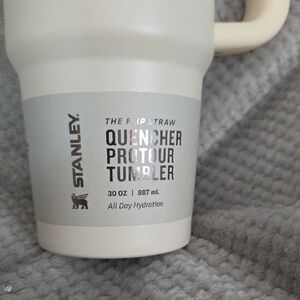 STANLEY
THE FLIP STRAW
QUENCHER
PROTOUR
TUMBLER
30 OZ | 887 mL
All Day Hydration